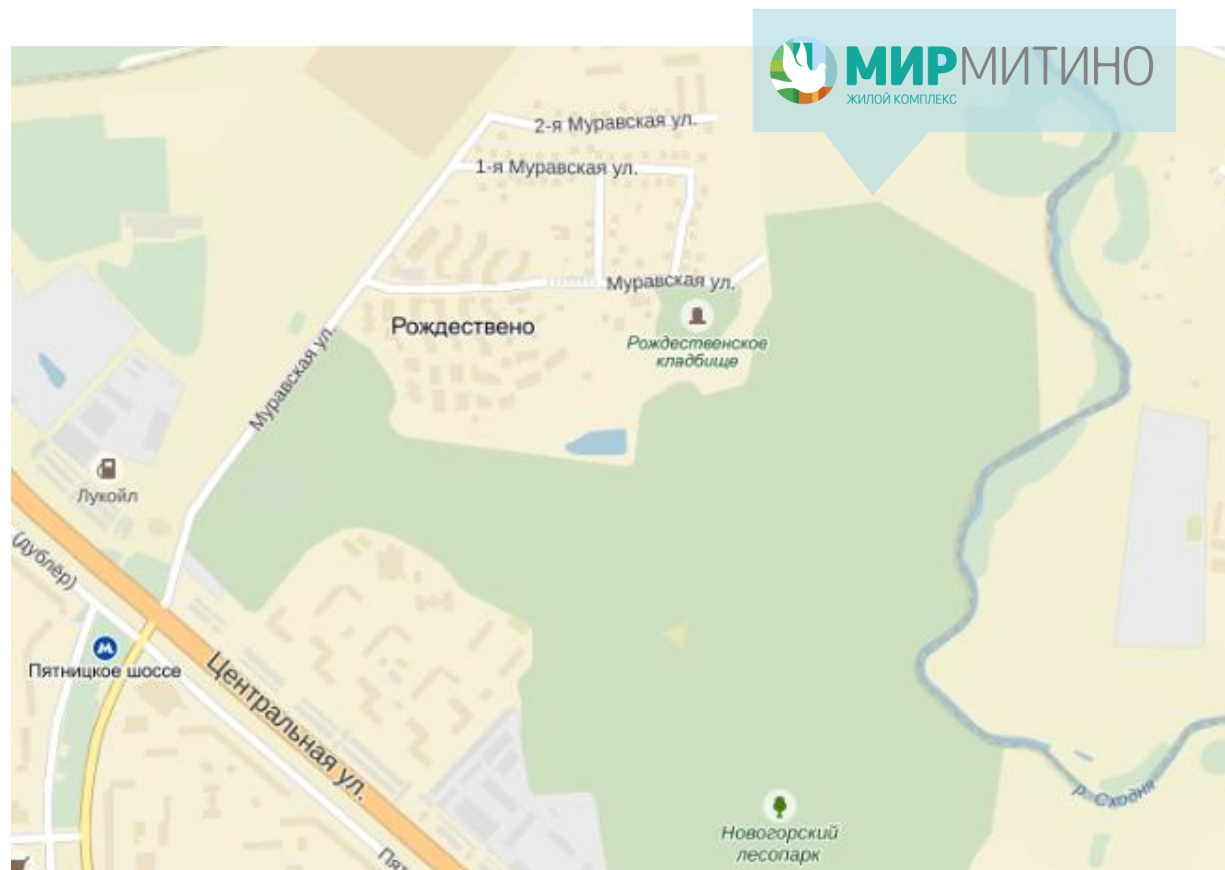 МИРМИТИНО
ЖИЛОЙ КОМПЛЕКС
2-я Муравская ул.
1-я Муравская ул.
Муравская ул.
Рождествено
Рождественское
кладбище
Муравская ул.
Лукойл
(дублёр)
Пятницкое шоссе
Центральная ул.
р. Сходня
Новогорский
лесопарк